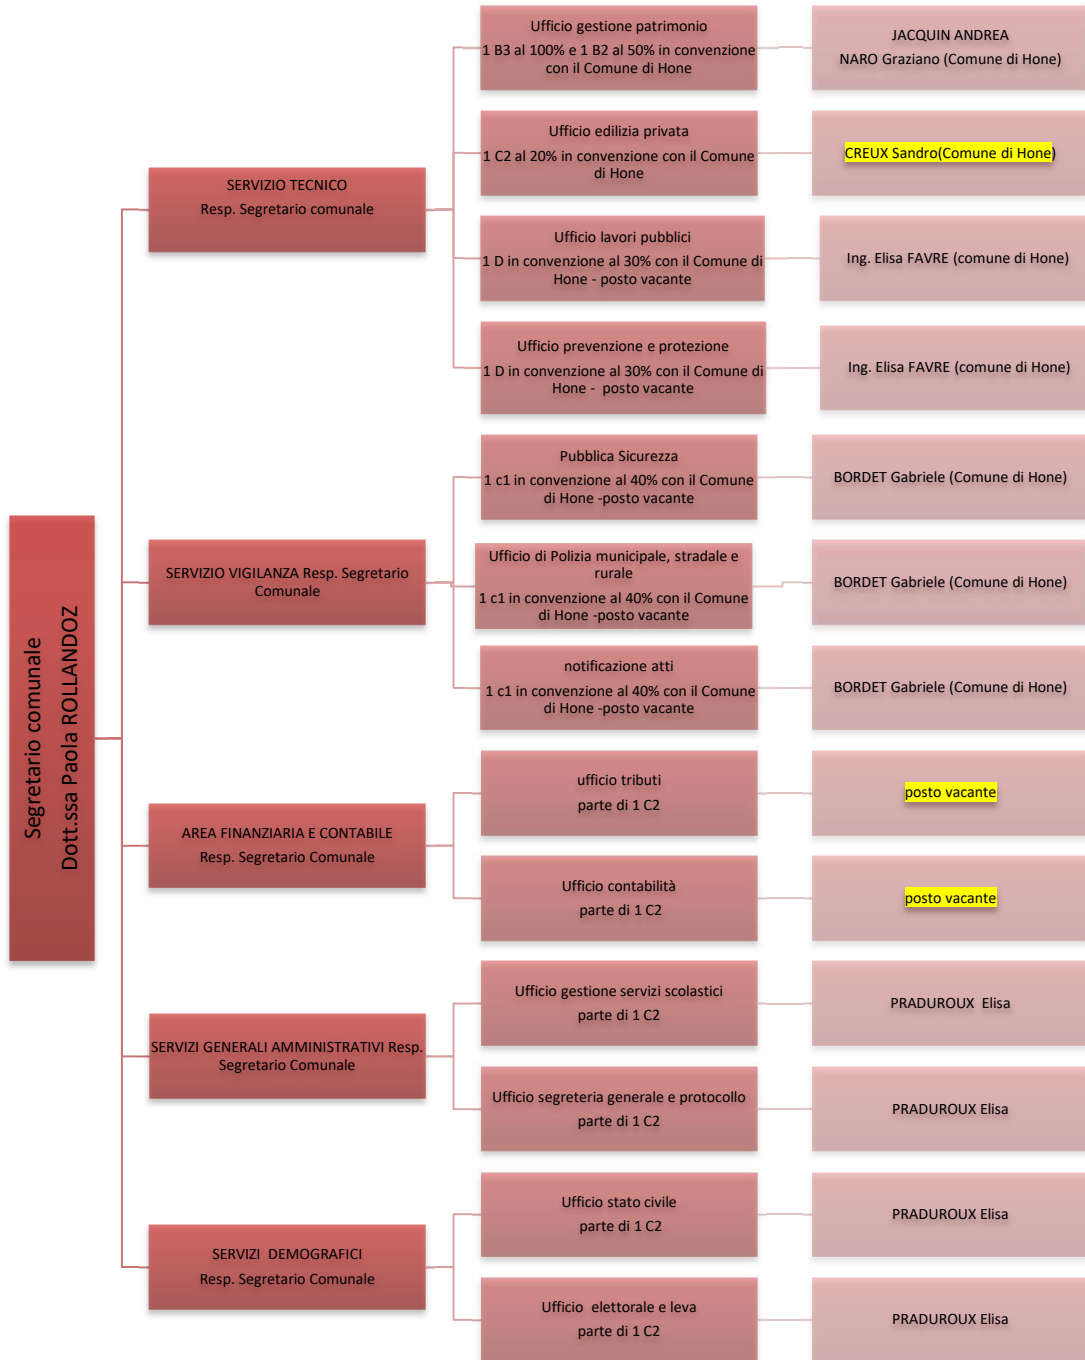 Segretario comunale
Dott.ssa Paola ROLLANDOZ
SERVIZIO TECNICO
Resp. Segretario comunale
Ufficio gestione patrimonio
1 B3 al 100% e 1 B2 al 50% in convenzione
con il Comune di Hone
JACQUIN ANDREA
NARO Graziano (Comune di Hone)
Ufficio edilizia privata
1 C2 al 20% in convenzione con il Comune
di Hone
CREUX Sandro(Comune di Hone)
Ufficio lavori pubblici
1 D in convenzione al 30% con il Comune di
Hone - posto vacante
Ing. Elisa FAVRE (comune di Hone)
Ufficio prevenzione e protezione
1 D in convenzione al 30% con il Comune di
Hone - posto vacante
Ing. Elisa FAVRE (comune di Hone)
SERVIZIO VIGILANZA Resp. Segretario
Comunale
Pubblica Sicurezza
1 c1 in convenzione al 40% con il Comune
di Hone -posto vacante
BORDET Gabriele (Comune di Hone)
Ufficio di Polizia municipale, stradale e
rurale
1 c1 in convenzione al 40% con il Comune
di Hone -posto vacante
BORDET Gabriele (Comune di Hone)
notificazione atti
1 c1 in convenzione al 40% con il Comune
di Hone -posto vacante
BORDET Gabriele (Comune di Hone)
AREA FINANZIARIA E CONTABILE
Resp. Segretario Comunale
ufficio tributi
parte di 1 C2
posto vacante
Ufficio contabilità
parte di 1 C2
posto vacante
SERVIZI GENERALI AMMINISTRATIVI Resp.
Segretario Comunale
Ufficio gestione servizi scolastici
parte di 1 C2
PRADUROUX Elisa
Ufficio segreteria generale e protocollo
parte di 1 C2
PRADUROUX Elisa
SERVIZI DEMOGRAFICI
Resp. Segretario Comunale
Ufficio stato civile
parte di 1 C2
PRADUROUX Elisa
Ufficio elettorale e leva
parte di 1 C2
PRADUROUX Elisa